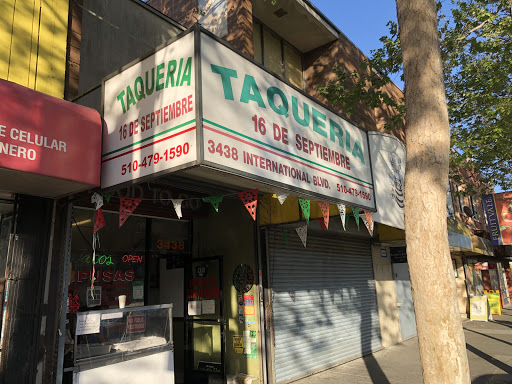 TAQUERIA
16 DE SEPTIEMBRE
510-479-1590
TAQUERIA
16 DE SEPTIEMBRE
3438 INTERNATIONAL BLVD. 510-479-1590
E CELULAR
NERO
3438
OPEN
FRUITVALE